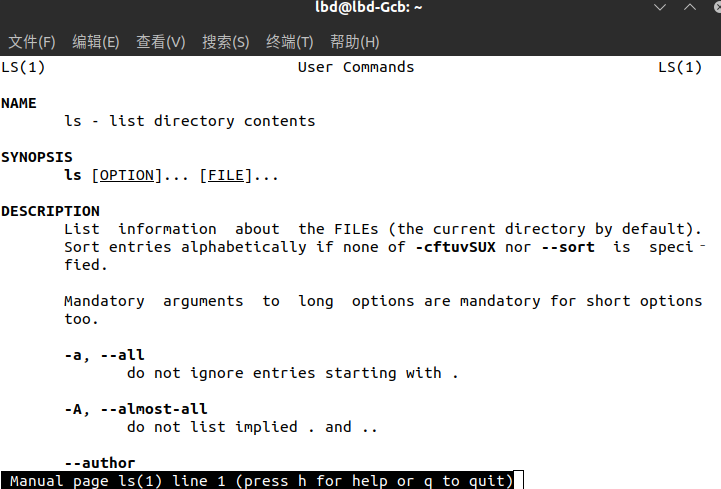 lbd@lbd-Gcb: ~
文件(F) 编辑(E) 查看(V) 搜索(S) 终端(T) 帮助(H)
LS(1) User Commands LS(1)
NAME
ls - list directory contents
SYNOPSIS
ls [OPTION]... [FILE]...
DESCRIPTION
List information about the FILEs (the current directory by default).
Sort entries alphabetically if none of -cftuvSUX nor --sort is speci-
fied.
Mandatory arguments to long options are mandatory for short options
too.
-a, --all
do not ignore entries starting with .
-A, --almost-all
do not list implied . and ..
--author
Manual page ls(1) line 1 (press h for help or q to quit)